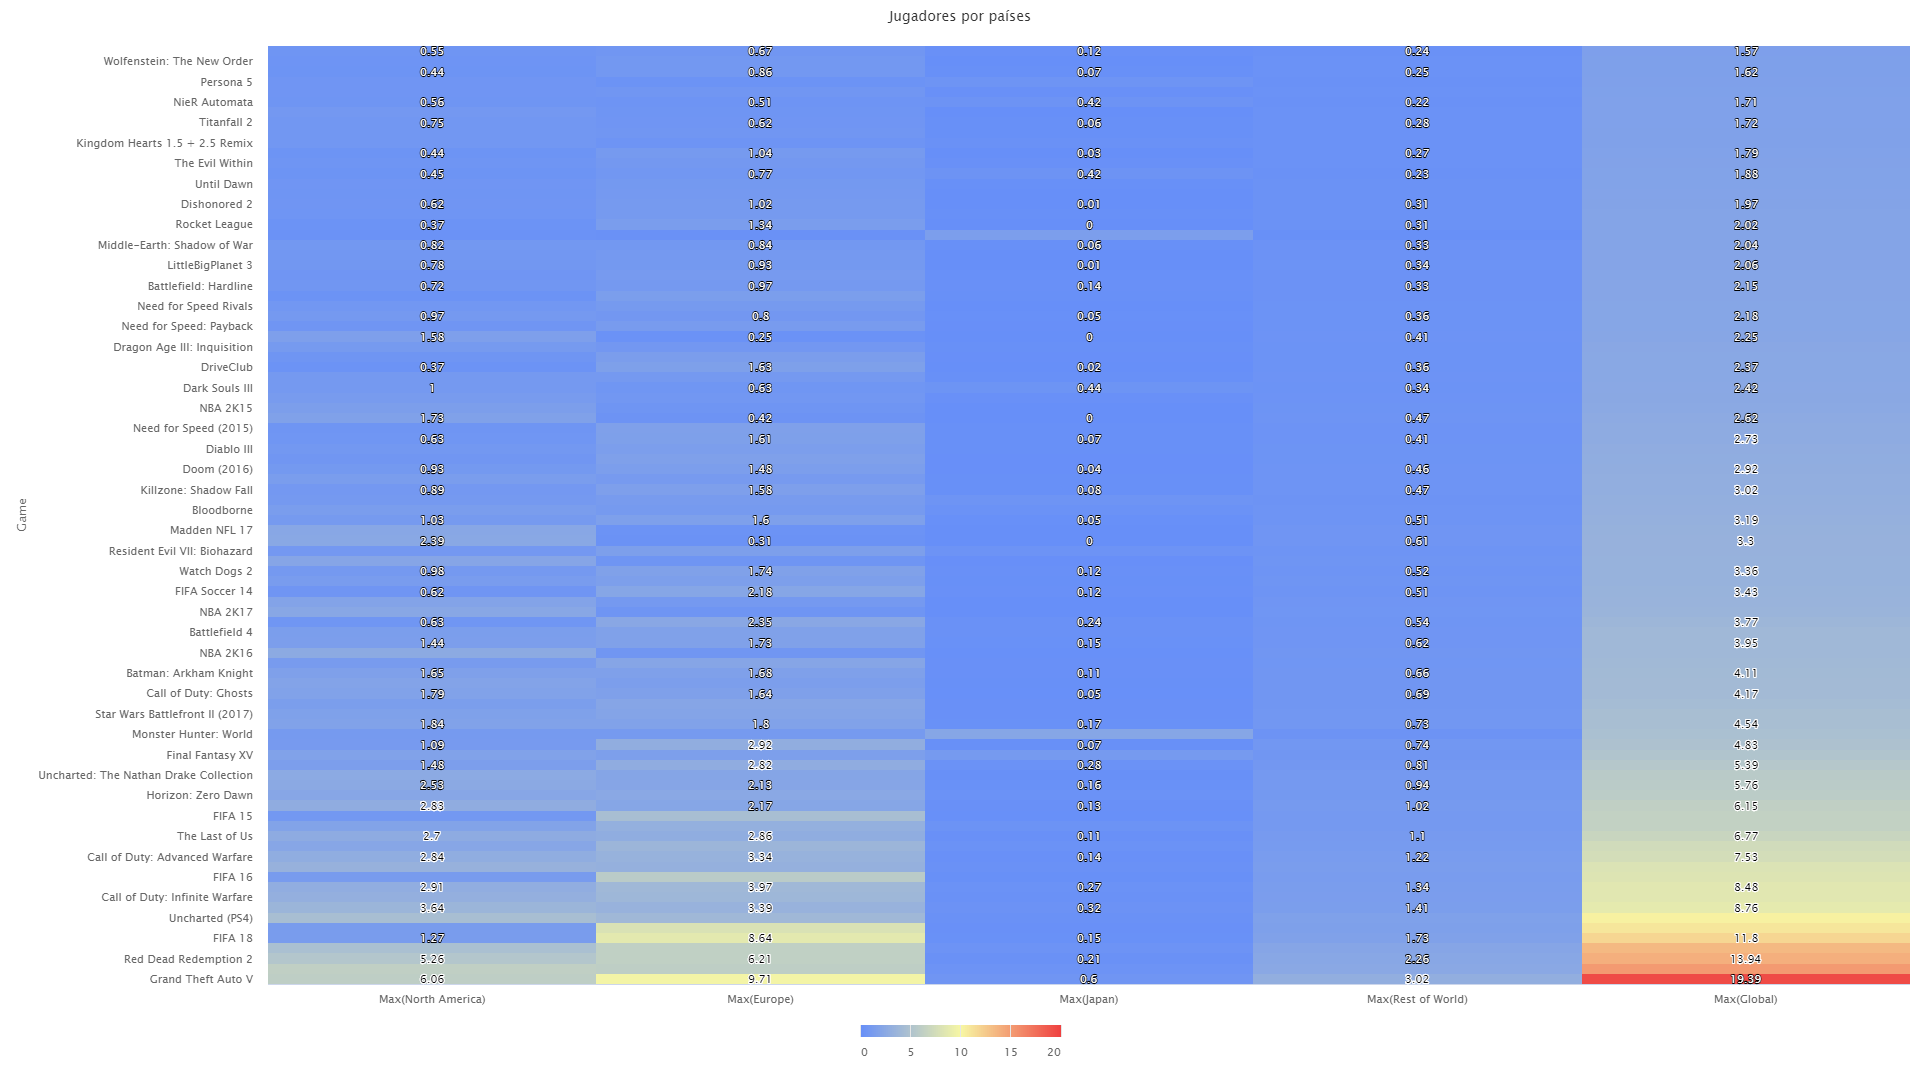 Jugadores por países
0.55 0.67 0.12 0.24 1.57
Wolfenstein: The New Order
0.44 0.86 0.07 0.25 1.62
Persona 5
NieR Automata 0.56 0.51 0.42 0.22 1.71
Titanfall 2 0.75 0.62 0.06 0.28 1.72
Kingdom Hearts 1.5 + 2.5 Remix
0.44 1.04 0.03 0.27 1.79
The Evil Within
0.45 0.77 0.42 0.23 1.88
Until Dawn
Dishonored 2 0.62 1.02 0.01 0.31 1.97
Rocket League 0.37 1.34 0 0.31 2.02
Middle-Earth: Shadow of War 0.82 0.84 0.06 0.33 2.04
LittleBigPlanet 3 0.78 0.93 0.01 0.34 2.06
Battlefield: Hardline 0.72 0.97 0.14 0.33 2.15
Need for Speed Rivals
0.97 0.8 0.05 0.36 2.18
Need for Speed: Payback
1.58 0.25 0 0.41 2.25
Dragon Age III: Inquisition
DriveClub 0.37 1.63 0.02 0.36 2.37
Dark Souls III 1 0.63 0.44 0.34 2.42
NBA 2K15
1.73 0.42 0 0.47 2.62
Need for Speed (2015)
0.63 1.61 0.07 0.41 2.73
Diablo III
Doom (2016) 0.93 1.48 0.04 0.46 2.92
Killzone: Shadow Fall 0.89 1.58 0.08 0.47 3.02
Bloodborne
1.03 1.6 0.05 0.51 3.19
Madden NFL 17
2.39 0.31 0 0.61 3.3
Resident Evil VII: Biohazard
Watch Dogs 2 0.98 1.74 0.12 0.52 3.36
FIFA Soccer 14 0.62 2.18 0.12 0.51 3.43
NBA 2K17
0.63 2.35 0.24 0.54 3.77
Battlefield 4
1.44 1.73 0.15 0.62 3.95
NBA 2K16
Batman: Arkham Knight 1.65 1.68 0.11 0.66 4.11
Call of Duty: Ghosts 1.79 1.64 0.05 0.69 4.17
Star Wars Battlefront II (2017)
1.84 1.8 0.17 0.73 4.54
Monster Hunter: World
1.09 2.92 0.07 0.74 4.83
Final Fantasy XV
1.48 2.82 0.28 0.81 5.39
Uncharted: The Nathan Drake Collection
2.53 2.13 0.16 0.94 5.76
Horizon: Zero Dawn
2.83 2.17 0.13 1.02 6.15
FIFA 15
The Last of Us 2.7 2.86 0.11 1.1 6.77
Call of Duty: Advanced Warfare 2.84 3.34 0.14 1.22 7.53
FIFA 16
2.91 3.97 0.27 1.34 8.48
Call of Duty: Infinite Warfare
3.64 3.39 0.32 1.41 8.76
Uncharted (PS4)
FIFA 18 1.27 8.64 0.15 1.73 11.8
Red Dead Redemption 2 5.26 6.21 0.21 2.26 13.94
Grand Theft Auto V 6.06 9.71 0.6 3.02 19.39
Game
Max(North America) Max(Europe) Max(Japan) Max(Rest of World) Max(Global)
0 5 10 15 20